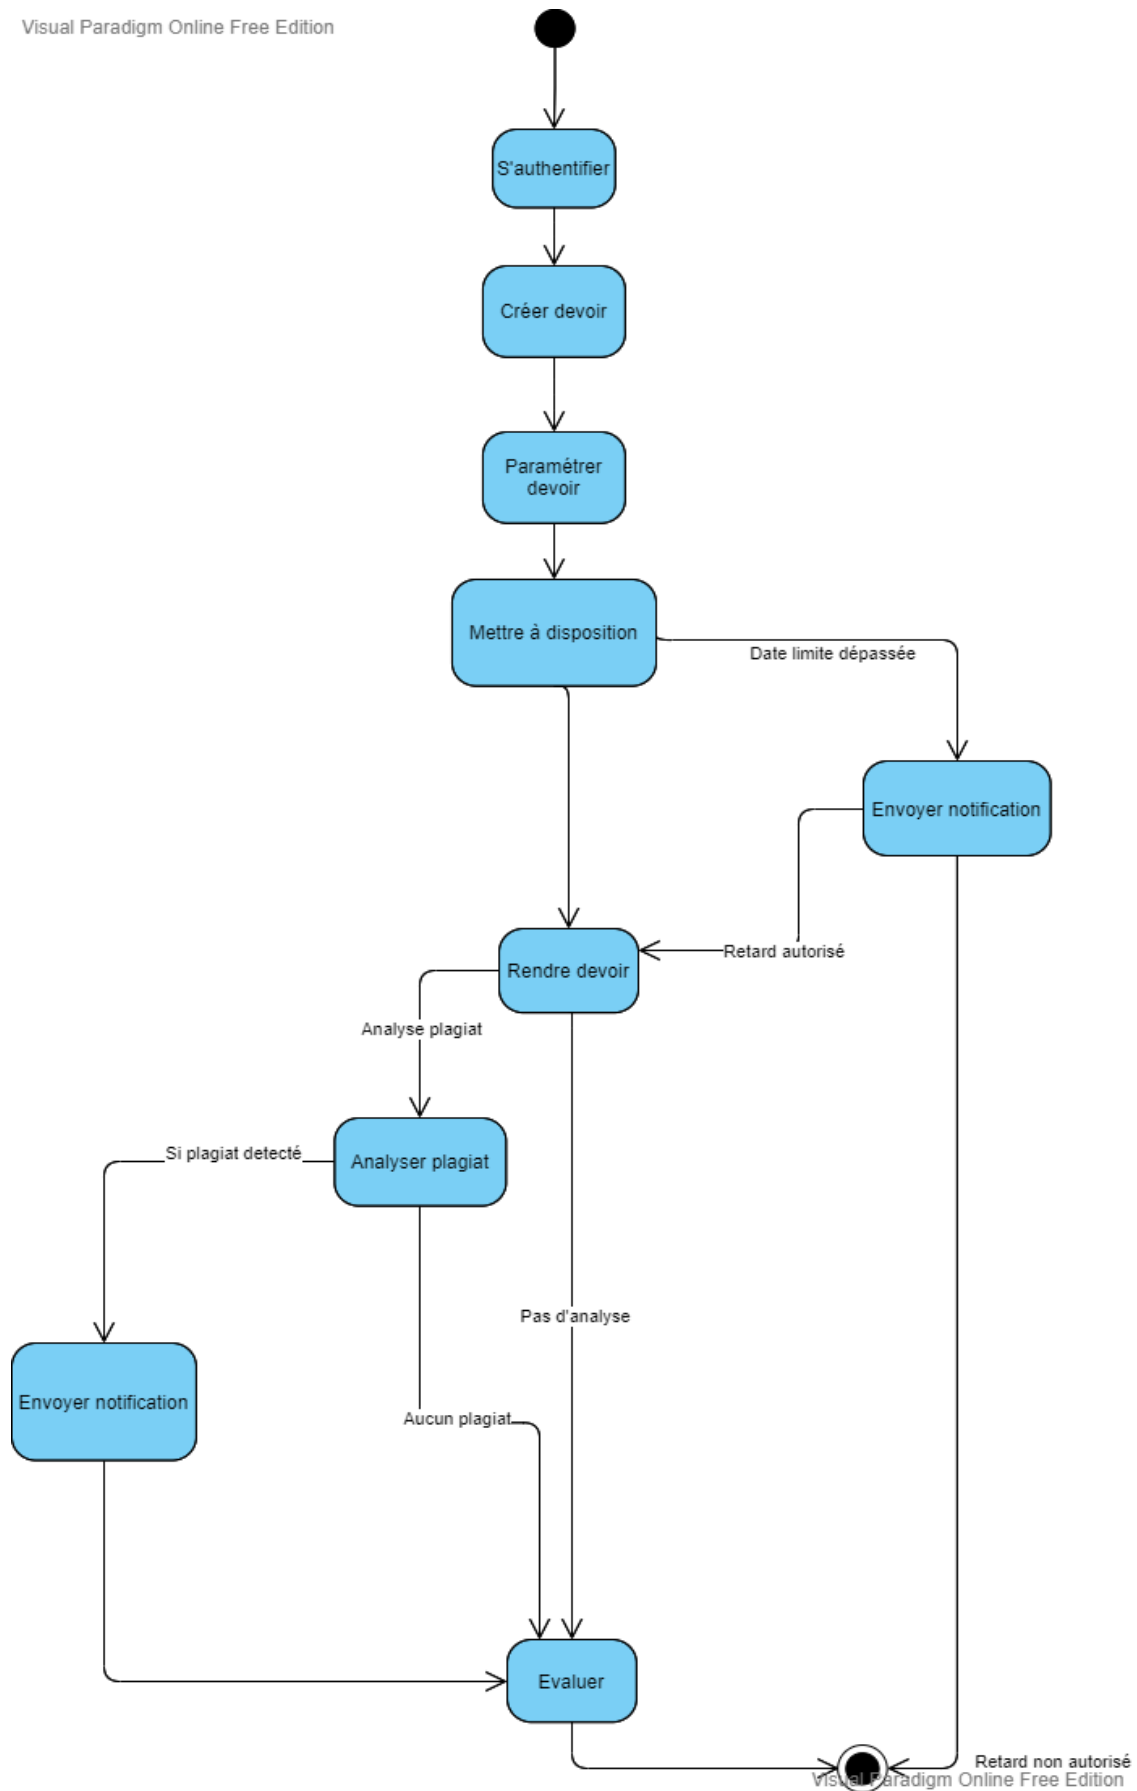 Visual Paradigm Online Free Edition
S'authentifier
Créer devoir
Paramétrer
devoir
Mettre à disposition
Date limite dépassée
Envoyer notification
Retard autorisé
Rendre devoir
Analyse plagiat
Si plagiat detecté
Analyser plagiat
Pas d'analyse
Envoyer notification
Aucun plagiat
Evaluer
Retard non autorisé
Visual Paradigm Online Free Edition